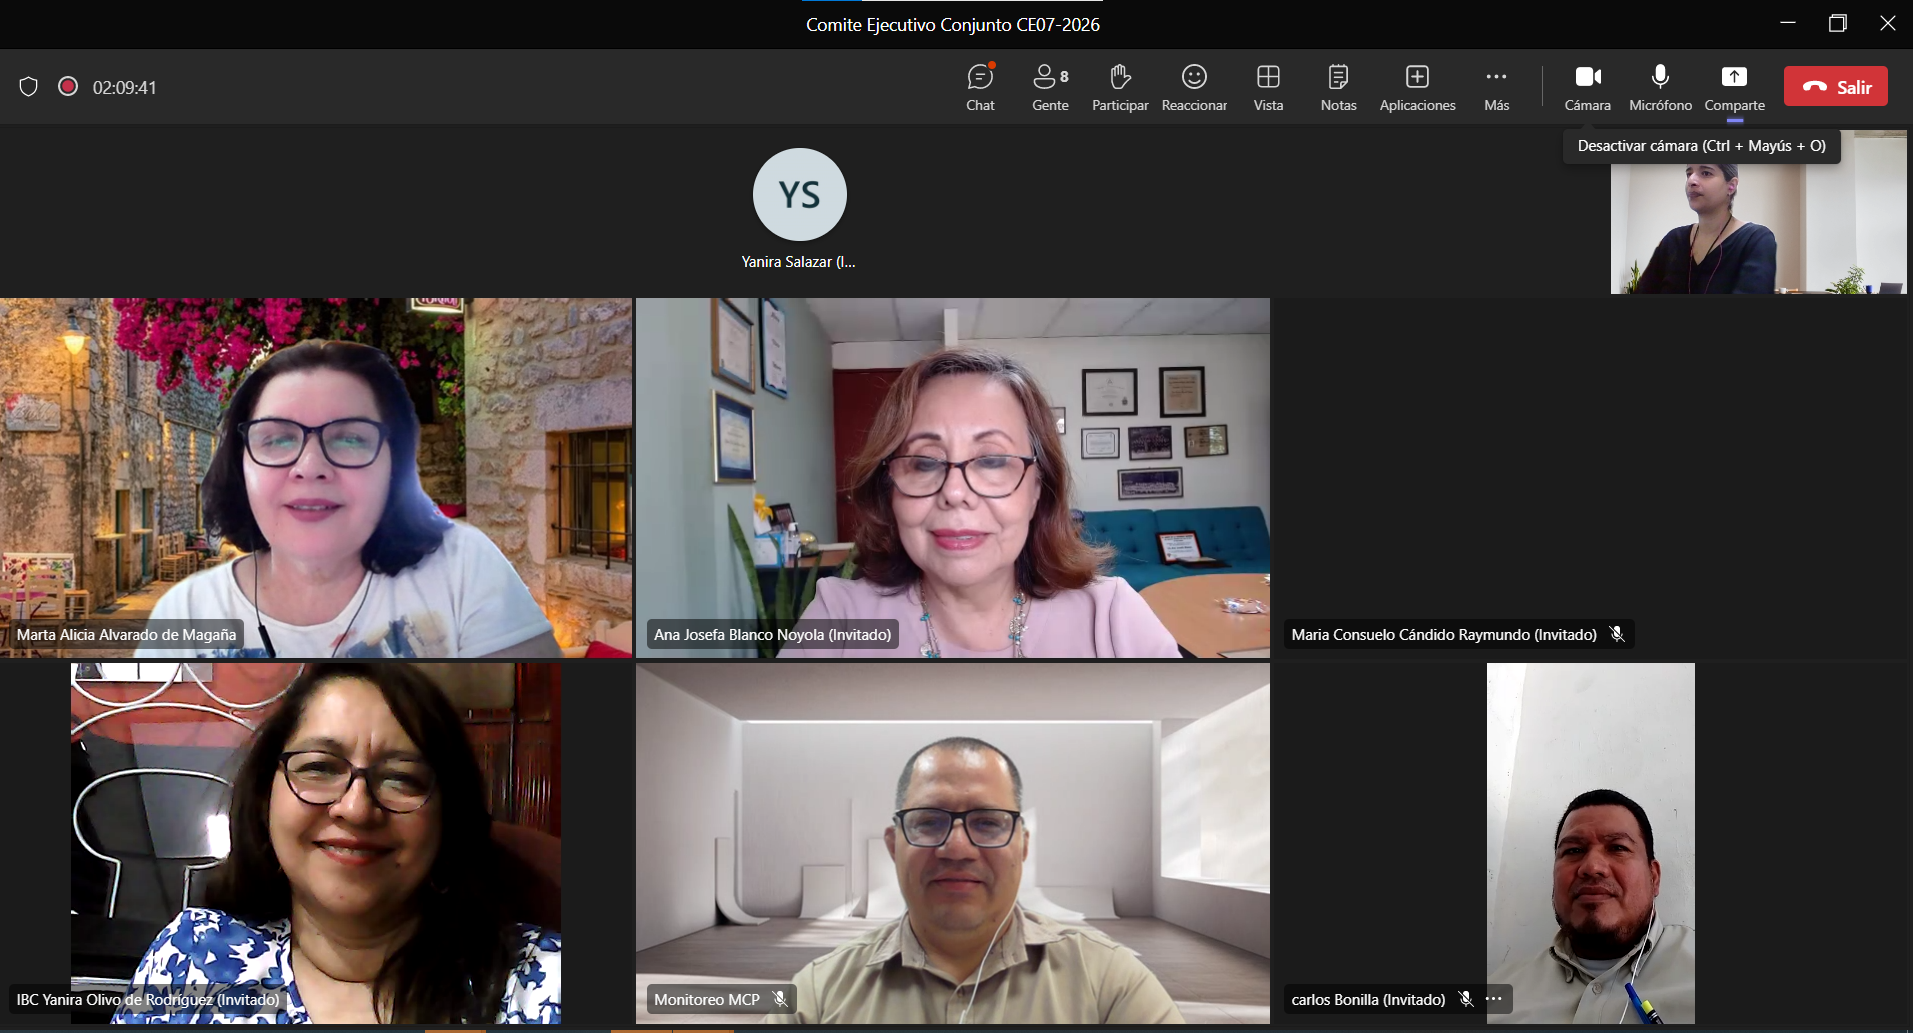 Comite Ejecutivo Conjunto CE07-2026
02:09:41
8
Chat
Gente
Participar
Reaccionar
Vista
Notas
Aplicaciones
Más
Cámara
Micrófono
Comparte
Salir
Desactivar cámara (Ctrl + Mayús + O)
YS
Yanira Salazar (I...
Marta Alicia Alvarado de Magaña
Ana Josefa Blanco Noyola (Invitado)
Maria Consuelo Cándido Raymundo (Invitado)
IBC Yanira Olivo de Rodríguez (Invitado)
Monitoreo MCP
carlos Bonilla (Invitado)